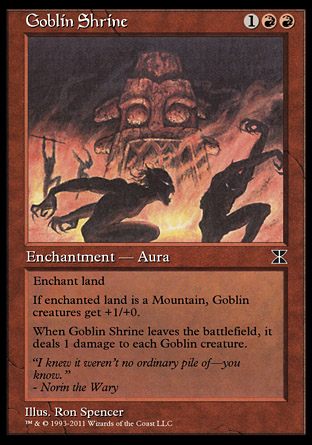 Goblin Shrine 1
Enchantment — Aura
Enchant land
If enchanted land is a Mountain, Goblin
creatures get +1/+0.
When Goblin Shrine leaves the battlefield, it
deals 1 damage to each Goblin creature.
“I knew it weren’t no ordinary pile of—you
know.”
- Norin the Wary
Illus. Ron Spencer
™ & © 1993-2011 Wizards of the Coast LLC